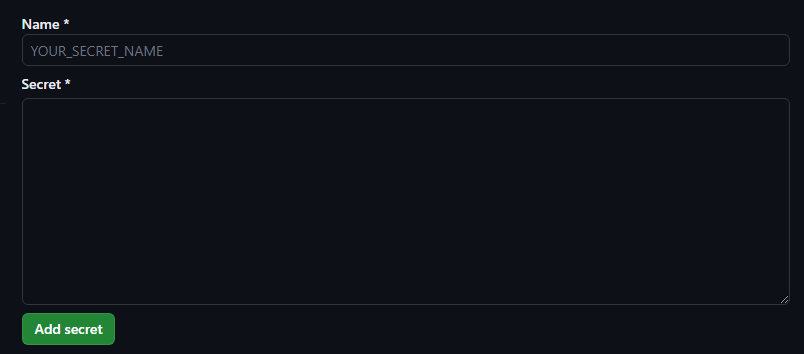 Name *
YOUR_SECRET_NAME
Secret *
Add secret